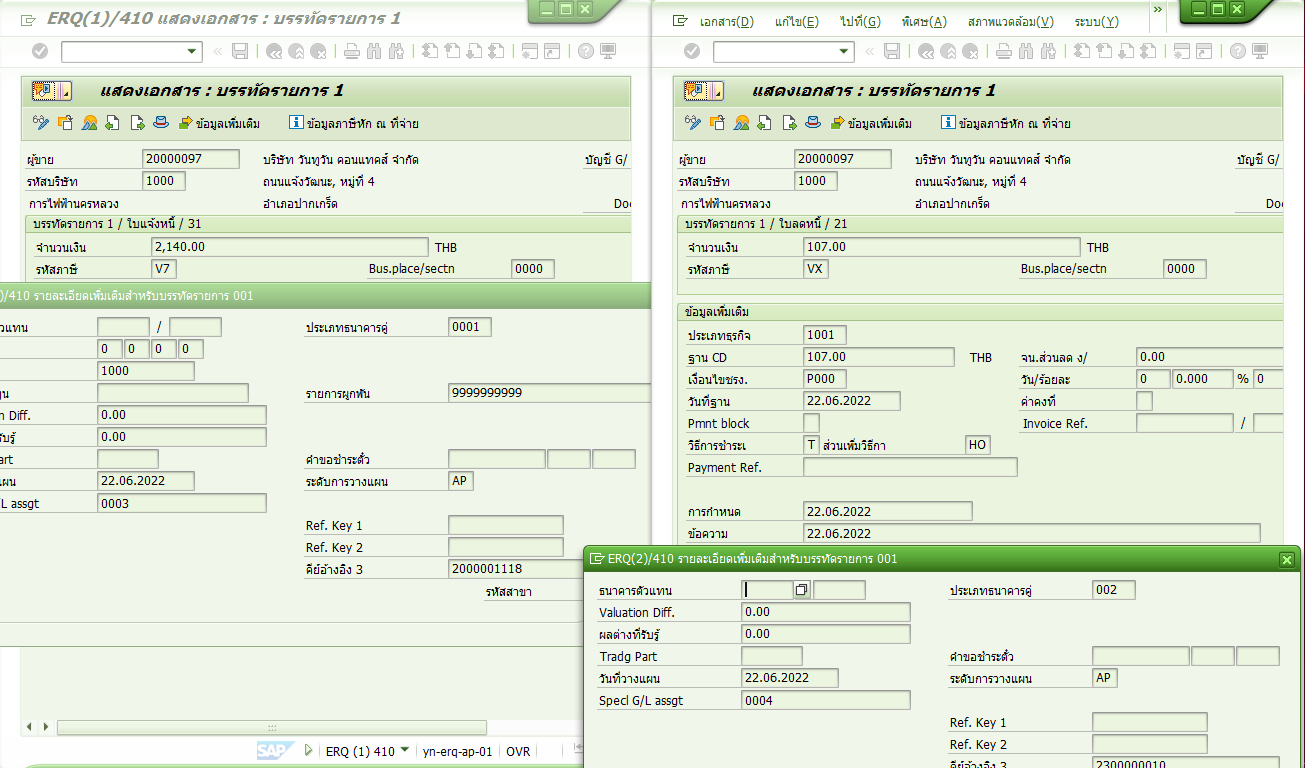 ERQ(1)/410 แสดงเอกสาร : บรรทัดรายการ 1
แสดงเอกสาร : บรรทัดรายการ 1
ข้อมูลเพิ่มเติม ข้อมูลภาษีหัก ณ ที่จ่าย
ผู้ขาย 20000097 บริษัท วันทูวัน คอนแทคส์ จำกัด บัญชี G/
รหัสบริษัท 1000 ถนนแจ้งวัฒนะ, หมู่ที่ 4
การไฟฟ้านครหลวง อำเภอปากเกร็ด Do
บรรทัดรายการ 1 / ใบแจ้งหนี้ / 31
จำนวนเงิน 2,140.00 THB
รหัสภาษี V7 Bus.place/sectn 0000
)/410 รายละเอียดเพิ่มเติมสำหรับบรรทัดรายการ 001
วแทน / ประเภทธนาคารคู่ 0001
0 0 0 0
1000
รายการผูกพัน 9999999999
n Diff. 0.00
รับรู้ 0.00
art คำขอชำระตั๋ว
แผน 22.06.2022 ระดับการวางแผน AP
/L assgt 0003
Ref. Key 1
Ref. Key 2
คีย์อ้างอิง 3 2000001118
รหัสสาขา
SAP ERQ (1) 410 yn-erq-ap-01 OVR
เอกสาร(D) แก้ไข(E) ไปที่(G) พิเศษ(A) สภาพแวดล้อม(V) ระบบ(Y) »
แสดงเอกสาร : บรรทัดรายการ 1
ข้อมูลเพิ่มเติม ข้อมูลภาษีหัก ณ ที่จ่าย
ผู้ขาย 20000097 บริษัท วันทูวัน คอนแทคส์ จำกัด บัญชี G/
รหัสบริษัท 1000 ถนนแจ้งวัฒนะ, หมู่ที่ 4
การไฟฟ้านครหลวง อำเภอปากเกร็ด Doc
บรรทัดรายการ 1 / ใบลดหนี้ / 21
จำนวนเงิน 107.00 THB
รหัสภาษี VX Bus.place/sectn 0000
ข้อมูลเพิ่มเติม
ประเภทธุรกิจ 1001
ฐาน CD 107.00 THB จน.ส่วนลด ง/ 0.00
เงื่อนไขชรง. P000 วัน/ร้อยละ 0 0.000 % 0
วันที่ฐาน 22.06.2022 ค่าคงที่
Pmnt block Invoice Ref. /
วิธีการชำระเ T ส่วนเพิ่มวิธีกา HO
Payment Ref.
การกำหนด 22.06.2022
ข้อความ 22.06.2022
ERQ(2)/410 รายละเอียดเพิ่มเติมสำหรับบรรทัดรายการ 001
ธนาคารตัวแทน ประเภทธนาคารคู่ 002
Valuation Diff. 0.00
ผลต่างที่รับรู้ 0.00
Tradg Part คำขอชำระตั๋ว
วันที่วางแผน 22.06.2022 ระดับการวางแผน AP
Specl G/L assgt 0004
Ref. Key 1
Ref. Key 2
คีย์อ้างอิง 3 2300000010